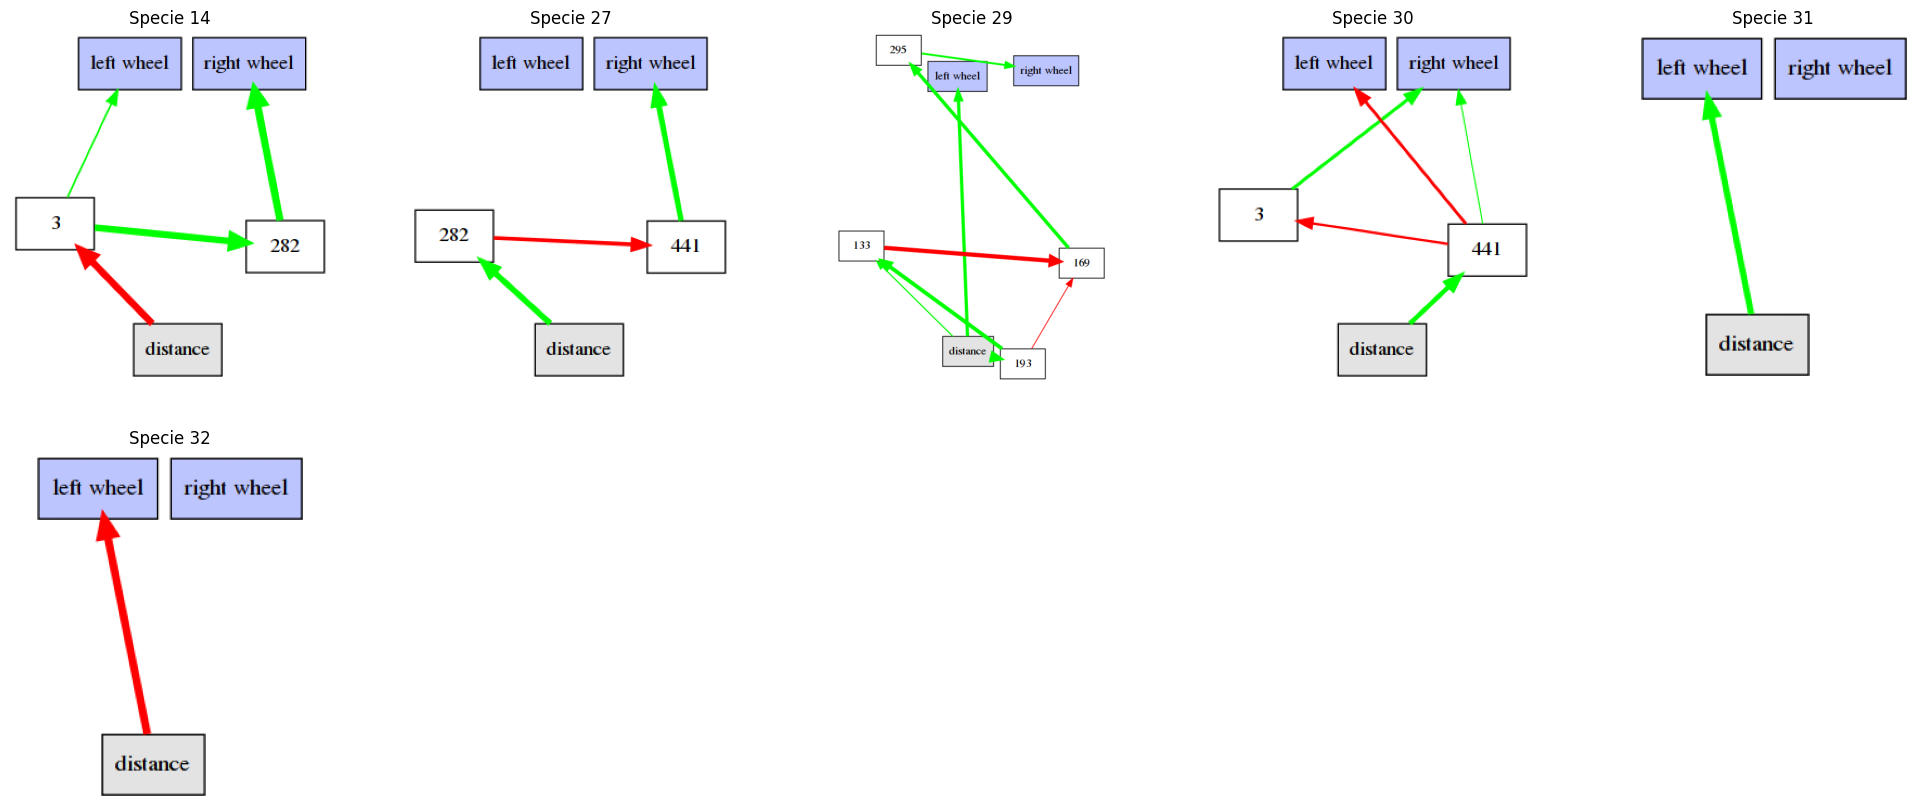 Specie 14
left wheel
right wheel
3
282
distance
Specie 27
left wheel
right wheel
282
441
distance
Specie 29
295
left wheel
right wheel
133
169
distance
193
Specie 30
left wheel
right wheel
3
441
distance
Specie 31
left wheel
right wheel
distance
Specie 32
left wheel
right wheel
distance